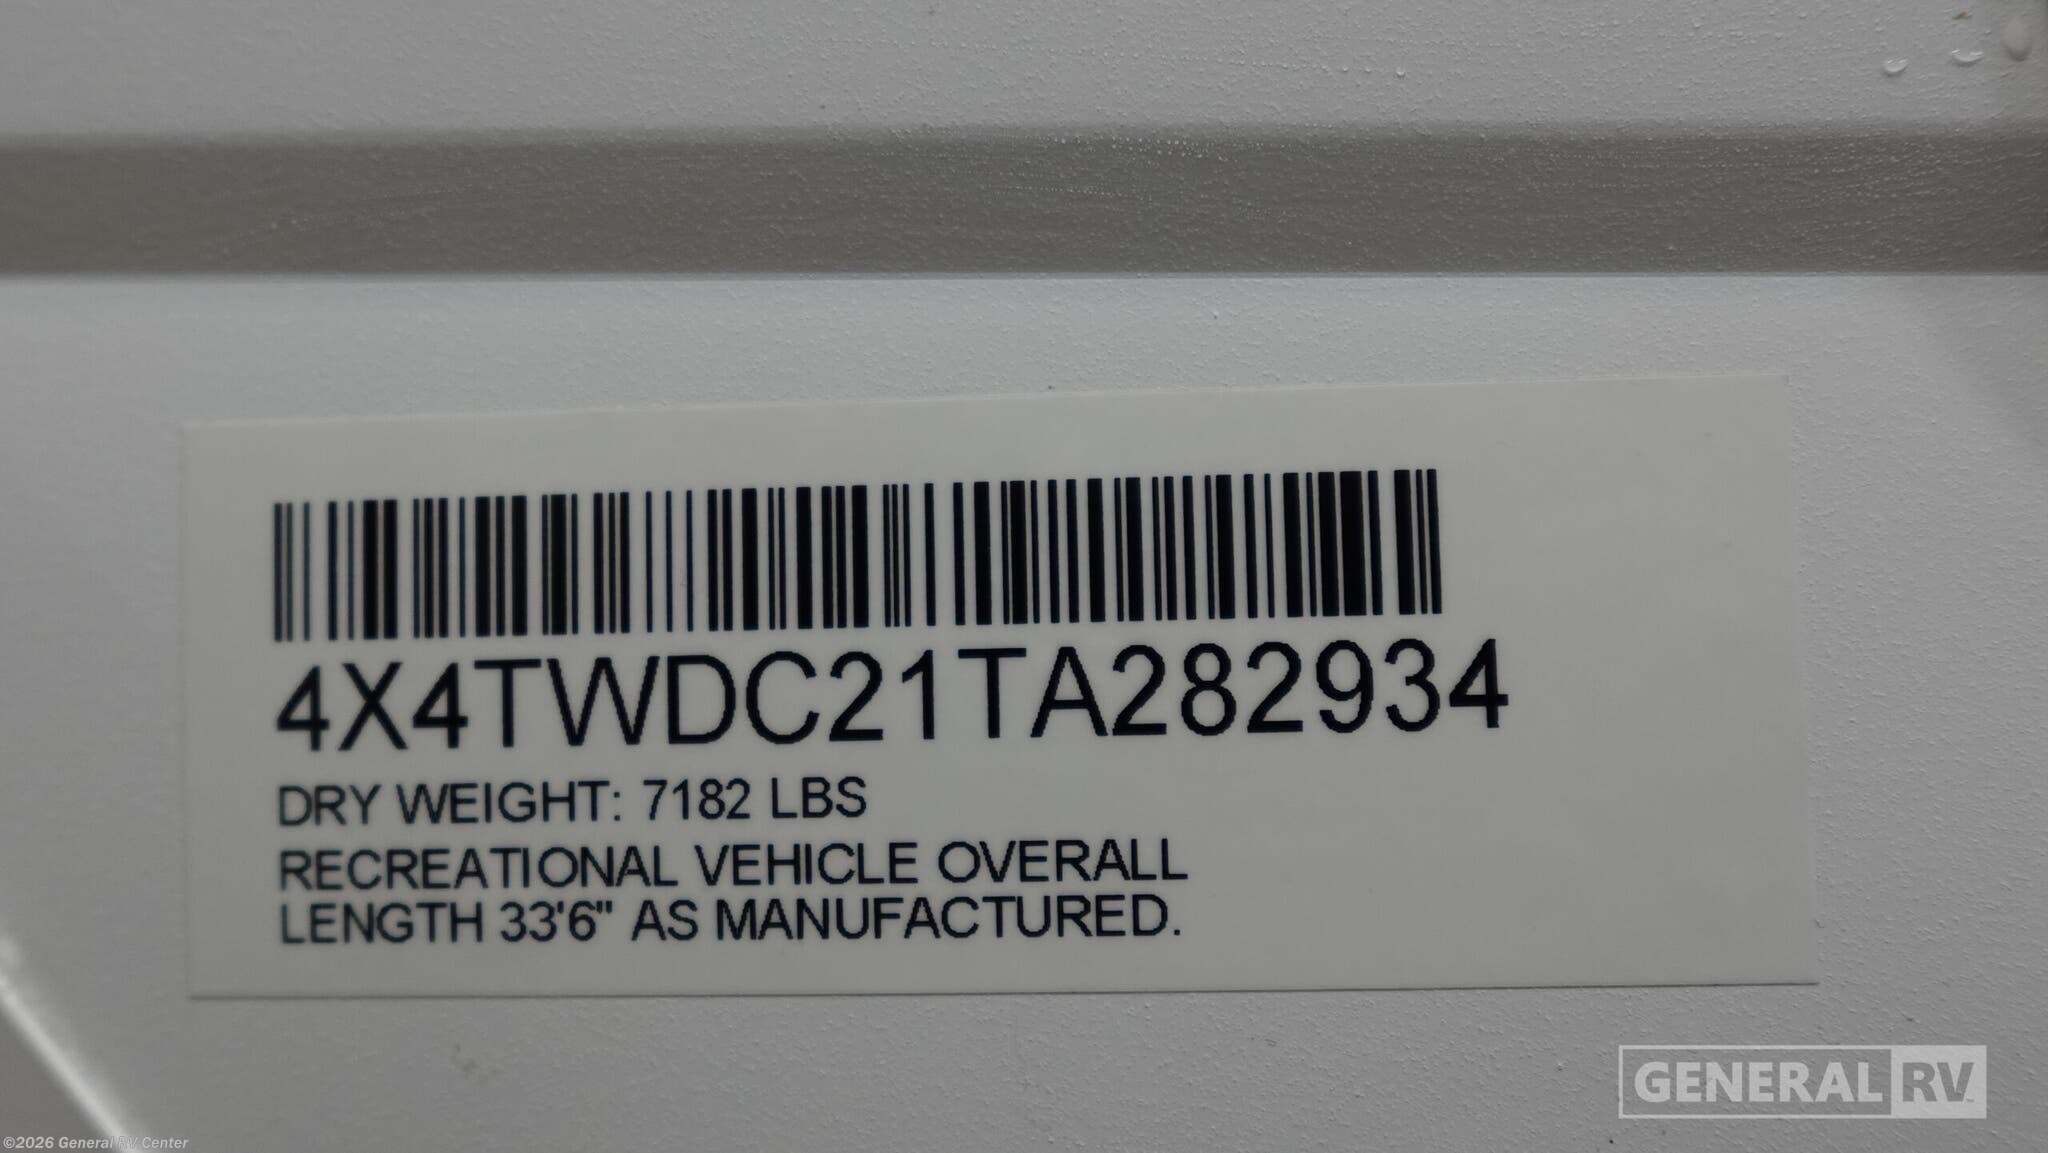 4X4TWDC21TA282934
DRY WEIGHT: 7182 LBS
RECREATIONAL VEHICLE OVERALL
LENGTH 33'6" AS MANUFACTURED.
GENERAL RV
©2026 General RV Center